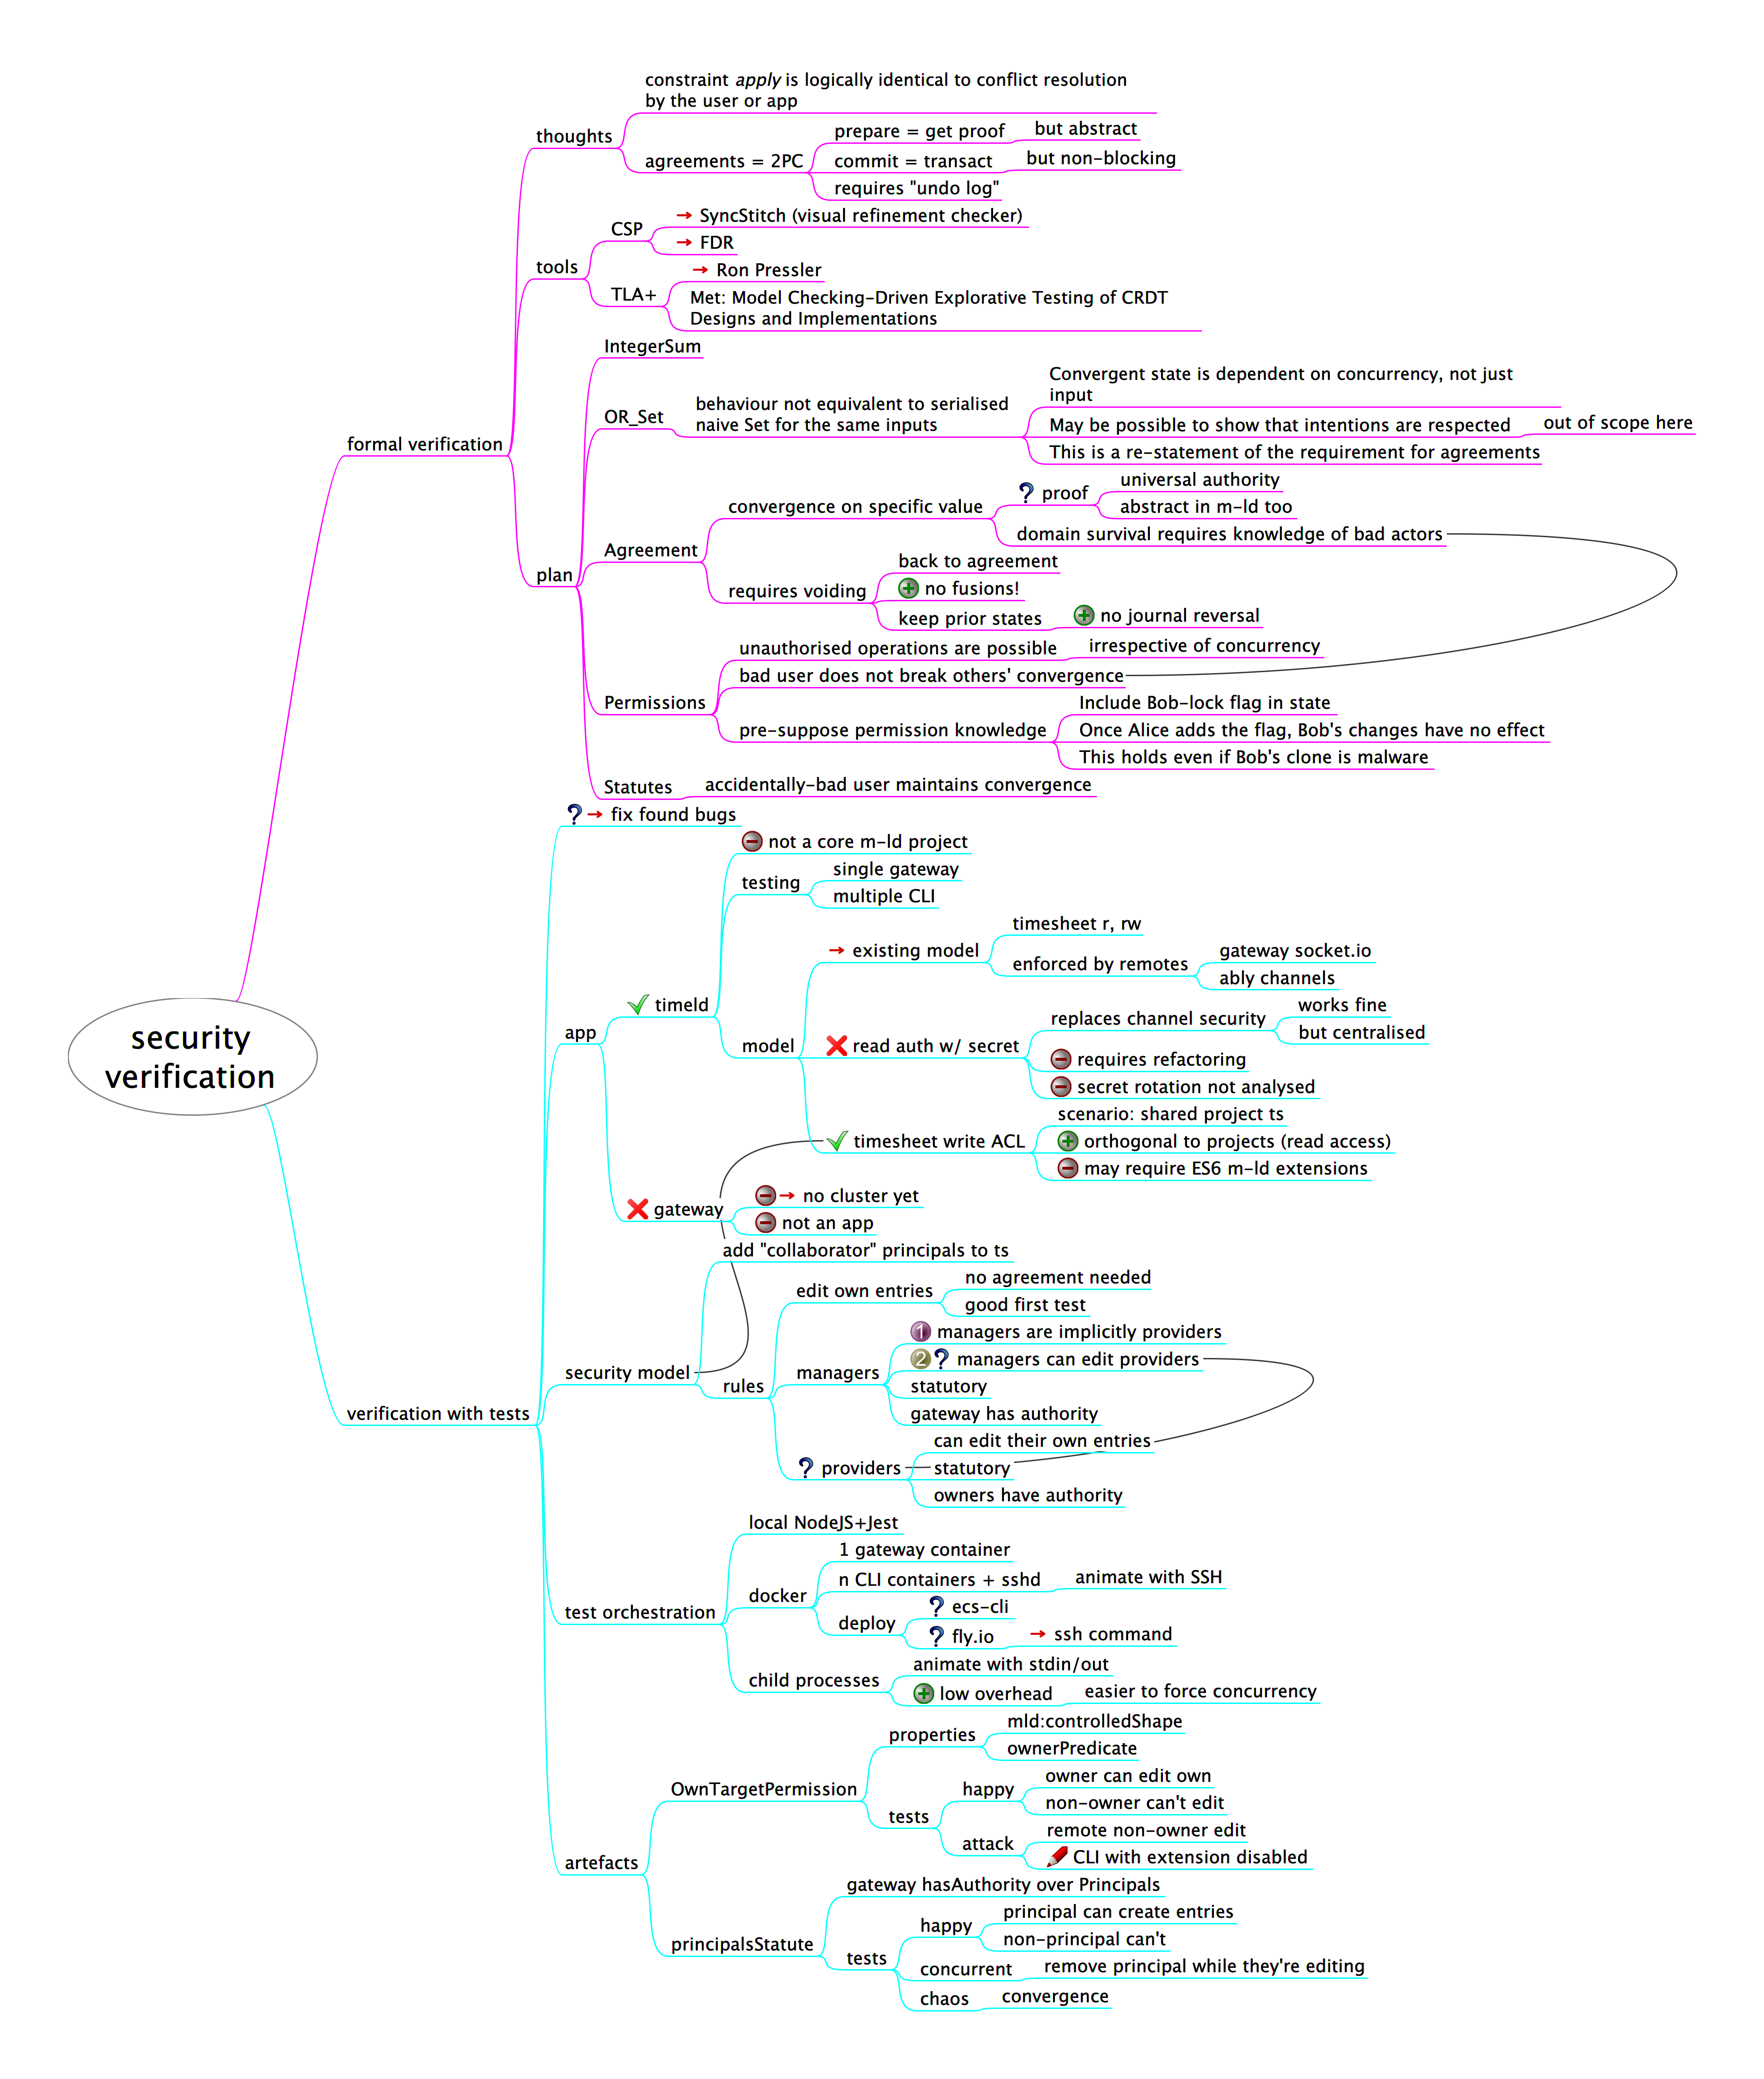 constraint apply is logically identical to conflict resolution
by the user or app
thoughts
prepare = get proof
but abstract
agreements = 2PC
commit = transact
but non-blocking
requires "undo log"
SyncStitch (visual refinement checker)
CSP
FDR
tools
Ron Pressler
TLA+
Met: Model Checking-Driven Explorative Testing of CRDT
Designs and Implementations
formal verification
IntegerSum
OR_Set
behaviour not equivalent to serialised
naive Set for the same inputs
Convergent state is dependent on concurrency, not just
input
May be possible to show that intentions are respected
out of scope here
This is a re-statement of the requirement for agreements
plan
Agreement
convergence on specific value
proof
universal authority
abstract in m-ld too
domain survival requires knowledge of bad actors
requires voiding
back to agreement
no fusions!
keep prior states
no journal reversal
Permissions
unauthorised operations are possible
irrespective of concurrency
bad user does not break others' convergence
pre-suppose permission knowledge
Include Bob-lock flag in state
Once Alice adds the flag, Bob's changes have no effect
This holds even if Bob's clone is malware
Statutes
accidentally-bad user maintains convergence
security
verification
verification with tests
fix found bugs
app
timeld
not a core m-ld project
testing
single gateway
multiple CLI
model
existing model
timesheet r, rw
enforced by remotes
gateway socket.io
ably channels
read auth w/ secret
replaces channel security
works fine
but centralised
requires refactoring
secret rotation not analysed
timesheet write ACL
scenario: shared project ts
orthogonal to projects (read access)
may require ES6 m-ld extensions
gateway
no cluster yet
not an app
security model
add "collaborator" principals to ts
rules
edit own entries
no agreement needed
good first test
managers
1 managers are implicitly providers
2 managers can edit providers
statutory
gateway has authority
providers
can edit their own entries
statutory
owners have authority
test orchestration
local NodeJS+Jest
docker
1 gateway container
n CLI containers + sshd
animate with SSH
deploy
ecs-cli
fly.io
ssh command
child processes
animate with stdin/out
low overhead
easier to force concurrency
artefacts
OwnTargetPermission
properties
mld:controlledShape
ownerPredicate
tests
happy
owner can edit own
non-owner can't edit
attack
remote non-owner edit
CLI with extension disabled
principalsStatute
gateway hasAuthority over Principals
tests
happy
principal can create entries
non-principal can't
concurrent
remove principal while they're editing
chaos
convergence